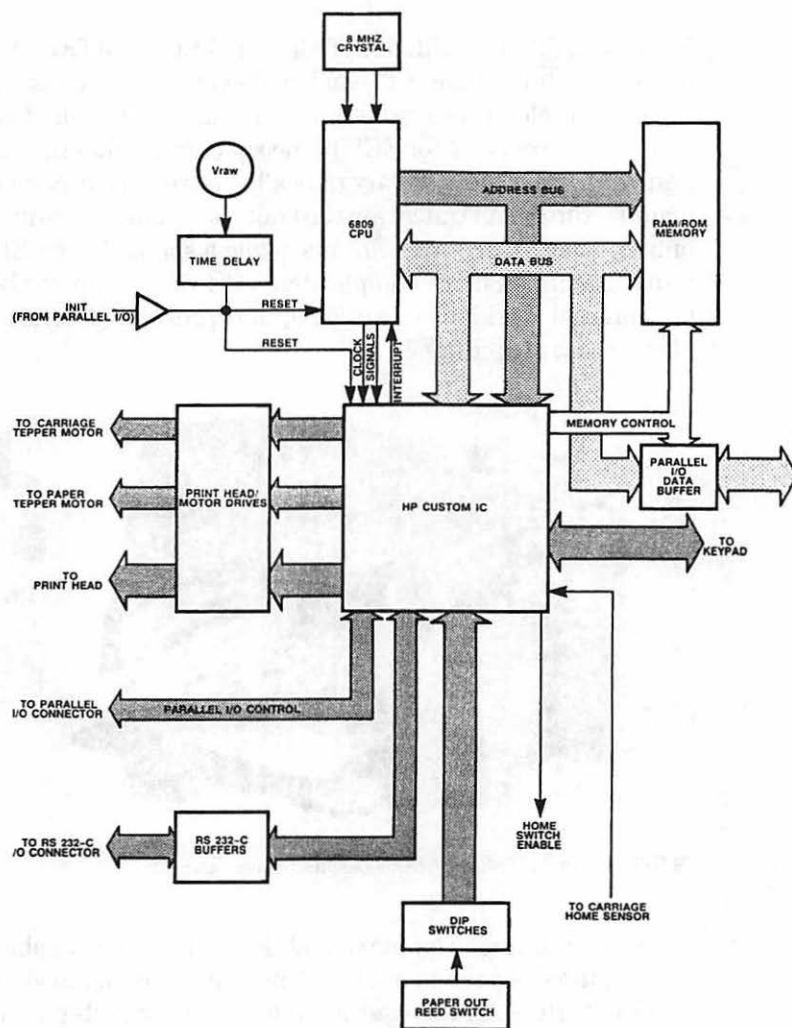 8 MHZ
CRYSTAL
Vraw
6809
CPU
ADDRESS BUS
RAM/ROM
MEMORY
DATA BUS
TIME DELAY
INIT
(FROM PARALLEL I/O)
RESET
RESET
CLOCK
SIGNALS
INTERRUPT
TO CARRIAGE
TEPPER MOTOR
MEMORY CONTROL
PARALLEL
I/O
DATA
BUFFER
TO PAPER
TEPPER MOTOR
PRINT HEAD/
MOTOR DRIVES
HP CUSTOM IC
TO
KEYPAD
TO
PRINT HEAD
TO PARALLEL
I/O CONNECTOR
PARALLEL I/O CONTROL
TO RS 232-C
/O CONNECTOR
RS 232-C
BUFFERS
HOME
SWITCH
ENABLE
TO CARRIAGE
HOME SENSOR
DIP
SWITCHES
PAPER OUT
REED SWITCH